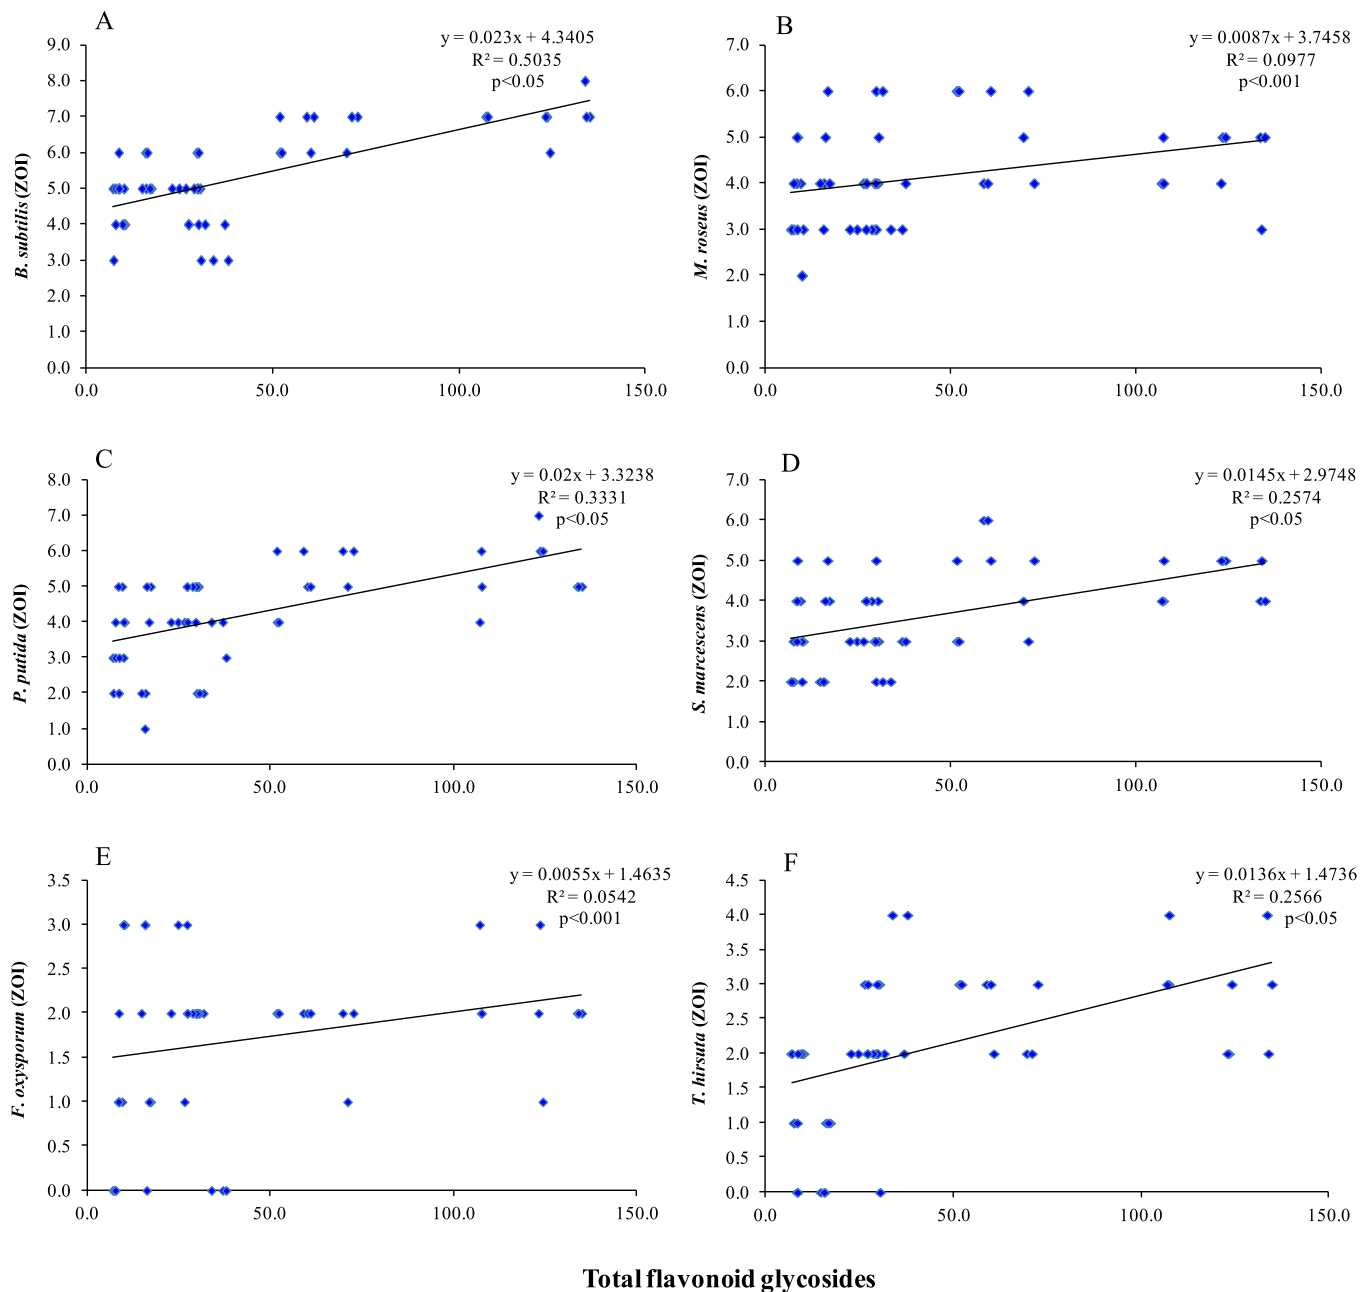 A
y = 0.023x + 4.3405
R² = 0.5035
p<0.05
B. subtilis (ZOI)
9.0
8.0
7.0
6.0
5.0
4.0
3.0
2.0
1.0
0.0
0.0 50.0 100.0 150.0
B
y = 0.0087x + 3.7458
R² = 0.0977
p<0.001
M. roseus (ZOI)
7.0
6.0
5.0
4.0
3.0
2.0
1.0
0.0
0.0 50.0 100.0 150.0
C
y = 0.02x + 3.3238
R² = 0.3331
p<0.05
P. putida (ZOI)
8.0
7.0
6.0
5.0
4.0
3.0
2.0
1.0
0.0
0.0 50.0 100.0 150.0
D
y = 0.0145x + 2.9748
R² = 0.2574
p<0.05
S. marcescens (ZOI)
7.0
6.0
5.0
4.0
3.0
2.0
1.0
0.0
0.0 50.0 100.0 150.0
E
y = 0.0055x + 1.4635
R² = 0.0542
p<0.001
F. oxysporum (ZOI)
3.5
3.0
2.5
2.0
1.5
1.0
0.5
0.0
0.0 50.0 100.0 150.0
F
y = 0.0136x + 1.4736
R² = 0.2566
p<0.05
T. hirsuta (ZOI)
4.5
4.0
3.5
3.0
2.5
2.0
1.5
1.0
0.5
0.0
0.0 50.0 100.0 150.0
Total flavonoid glycosides